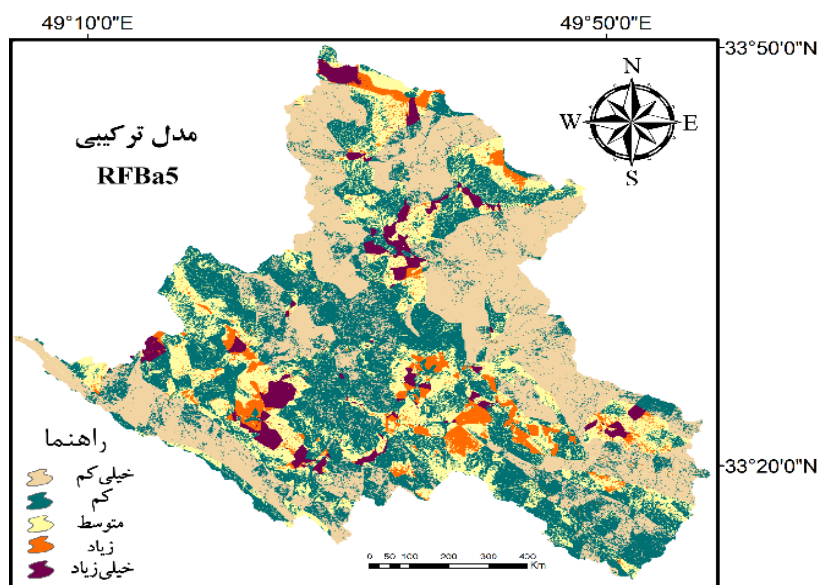 49°10'0"E
49°50'0"E
33°50'0"N
N
W
E
S
مدل ترکیبی
RFBa5
راهنما
خیلی‌کم
کم
متوسط
زیاد
خیلی‌زیاد
33°20'0"N
0 50 100 200 300 400
Km